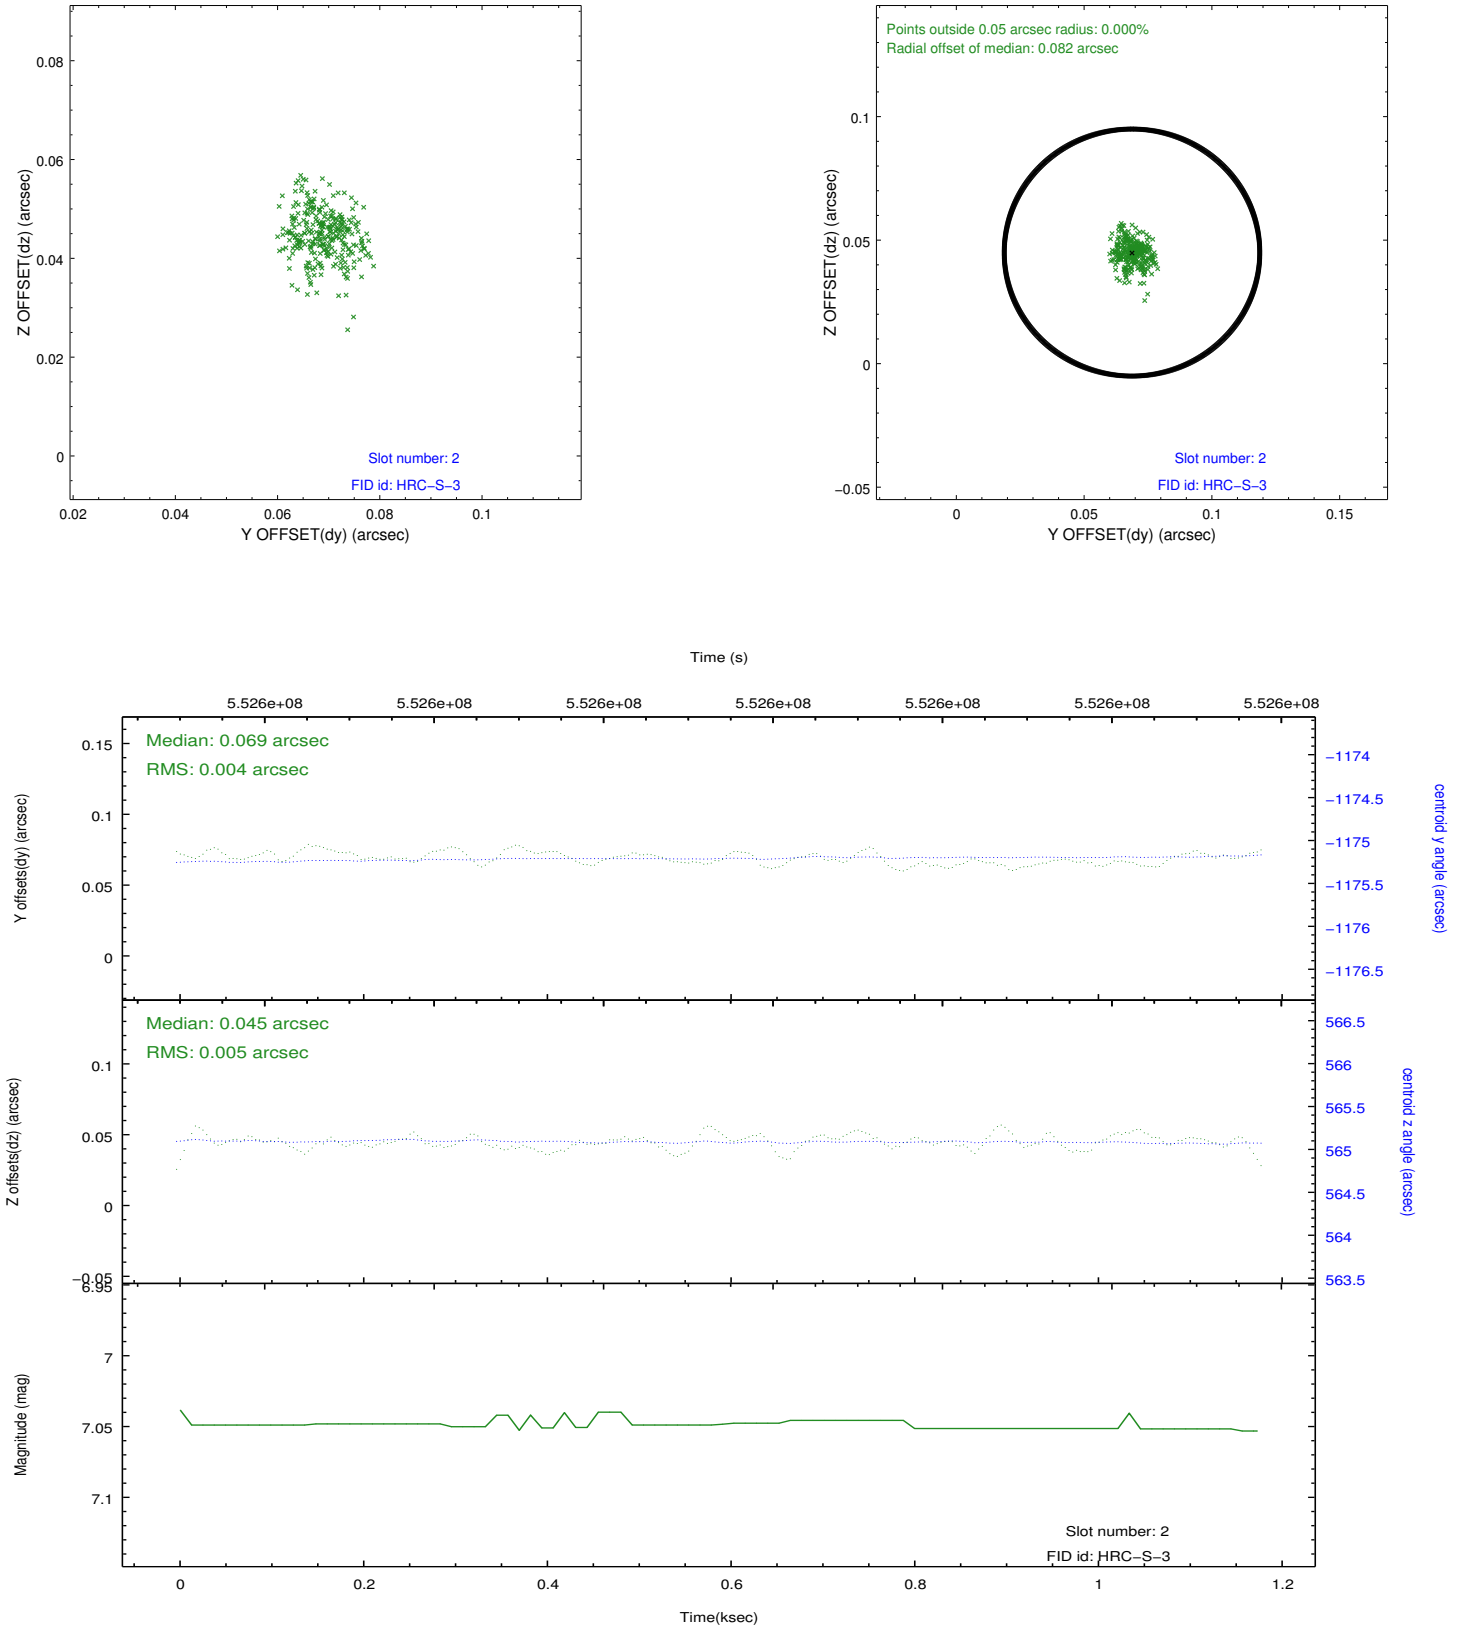 0.08
0.06
0.04
0.02
0
Z OFFSET(dz) (arcsec)
Slot number: 2
FID id: HRC−S−3
0.02 0.04 0.06 0.08 0.1
Y OFFSET(dy) (arcsec)
Points outside 0.05 arcsec radius: 0.000%
Radial offset of median: 0.082 arcsec
0.1
0.05
0
−0.05
Z OFFSET(dz) (arcsec)
Slot number: 2
FID id: HRC−S−3
0 0.05 0.1 0.15
Y OFFSET(dy) (arcsec)
Time (s)
5.526e+08 5.526e+08 5.526e+08 5.526e+08 5.526e+08 5.526e+08 5.526e+08
Median: 0.069 arcsec
RMS: 0.004 arcsec
0.15
0.1
0.05
0
Y offsets(dy) (arcsec)
−1174
−1174.5
−1175
−1175.5
−1176
−1176.5
centroid y angle (arcsec)
Median: 0.045 arcsec
RMS: 0.005 arcsec
0.1
0.05
0
−0.05
Z offsets(dz) (arcsec)
566.5
566
565.5
565
564.5
564
563.5
centroid z angle (arcsec)
6.95
7
7.05
7.1
Magnitude (mag)
Slot number: 2
FID id: HRC−S−3
0 0.2 0.4 0.6 0.8 1 1.2
Time(ksec)